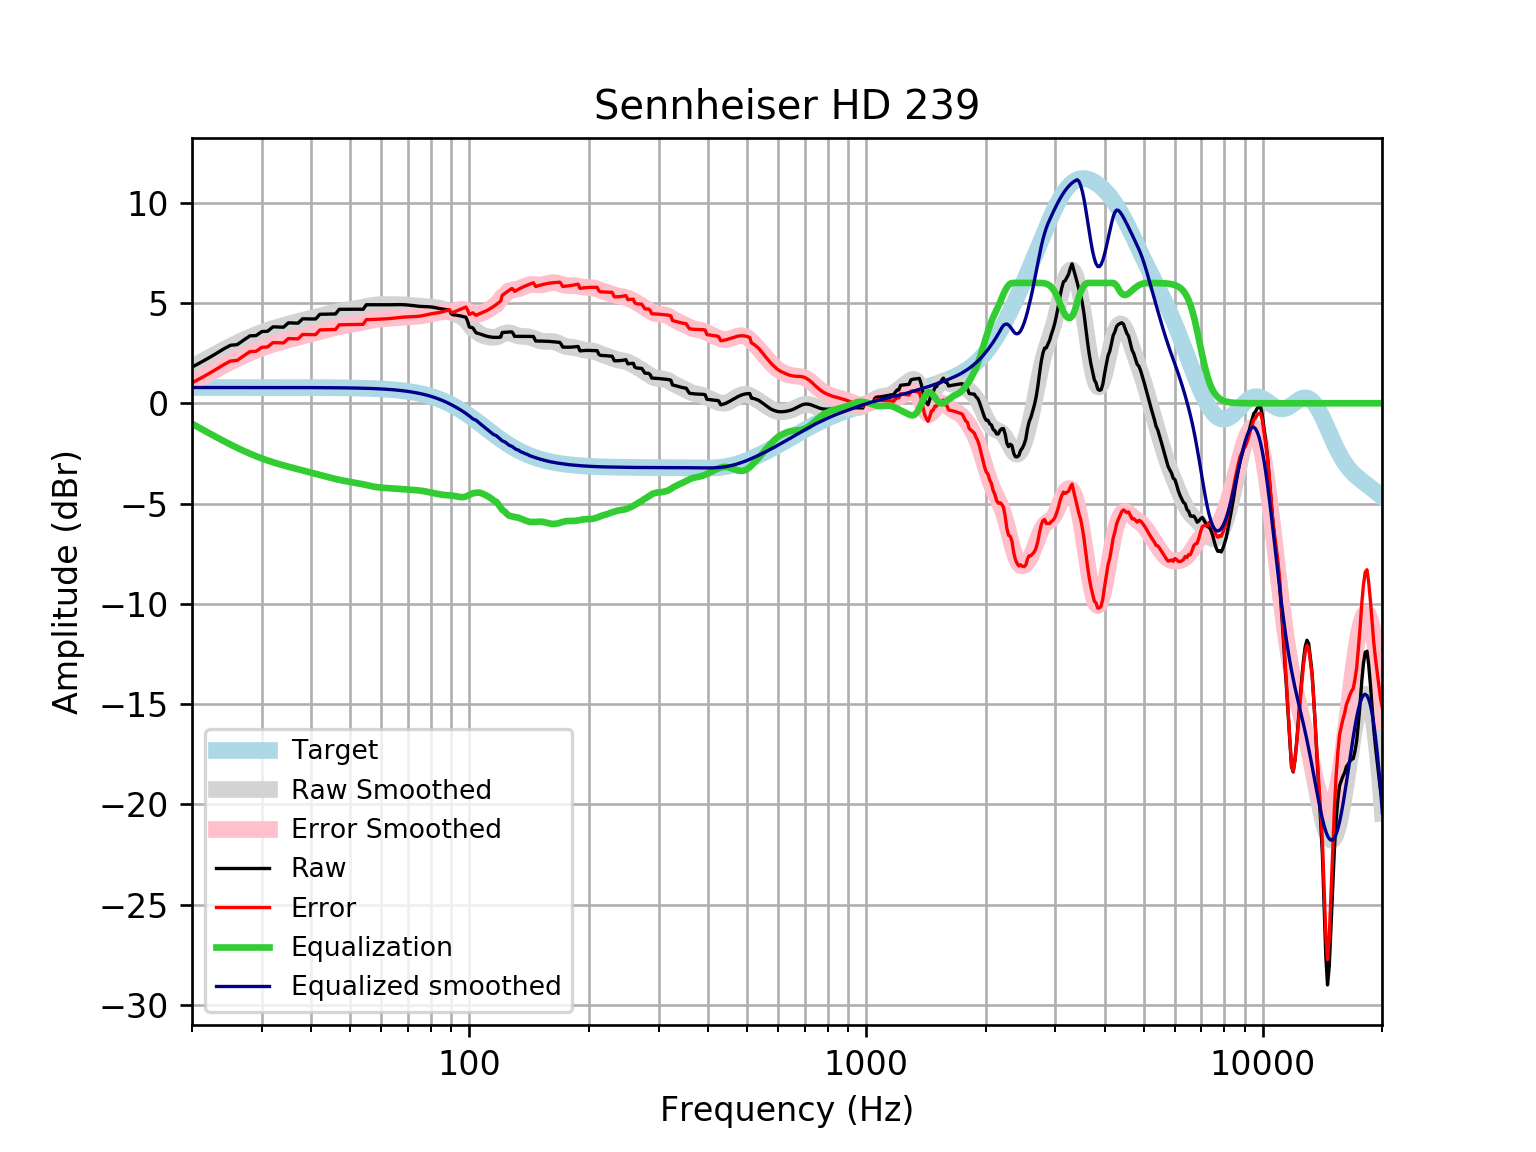 Sennheiser HD 239
Amplitude (dBr)
10
5
0
−5
−10
−15
−20
−25
−30
Target
Raw Smoothed
Error Smoothed
Raw
Error
Equalization
Equalized smoothed
100
1000
10000
Frequency (Hz)